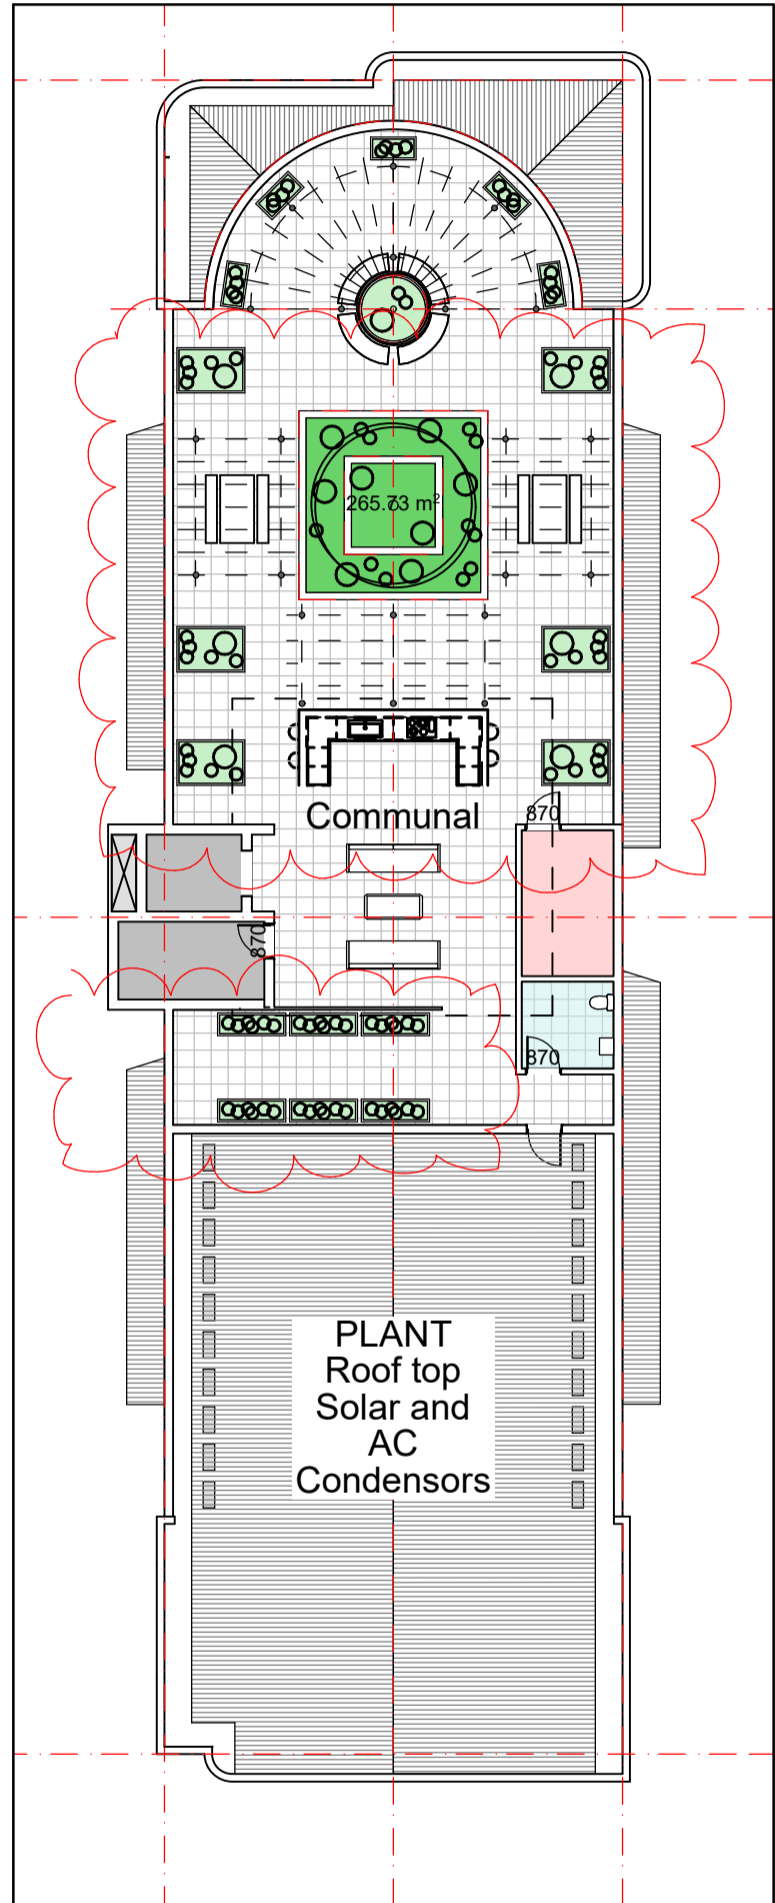 265.73 m²
Communal
870
870
870
PLANT
Roof top
Solar and
AC
Condensors